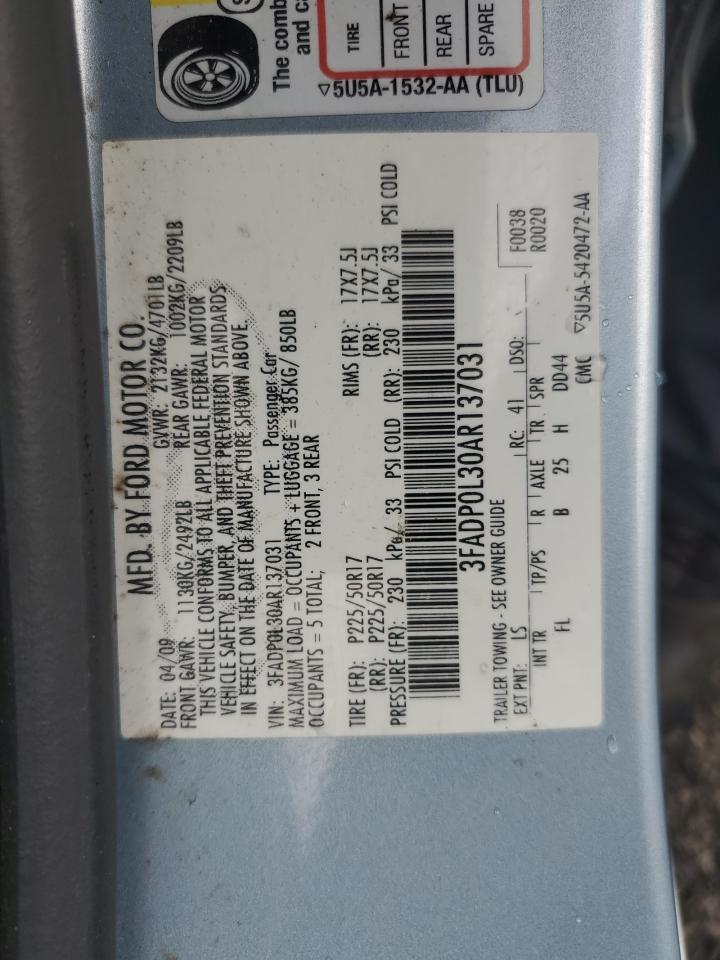 The comb
and ca
TIRE
FRONT
REAR
SPARE
▽5U5A-1532-AA (TLU)
MFD. BY FORD MOTOR CO.
DATE: 04/09 GVWR: 2132KG/4701LB
FRONT GAWR: 1130KG/2492LB REAR GAWR: 1002KG/2209LB
THIS VEHICLE CONFORMS TO ALL APPLICABLE FEDERAL MOTOR
VEHICLE SAFETY, BUMPER, AND THEFT PREVENTION STANDARDS
IN EFFECT ON THE DATE OF MANUFACTURE SHOWN ABOVE.
VIN: 3FADP0L30AR137031 TYPE: Passenger Car
MAXIMUM LOAD = OCCUPANTS + LUGGAGE = 385KG/ 850LB
OCCUPANTS = 5 TOTAL; 2 FRONT, 3 REAR
TIRE (FR): P225/50R17 RIMS (FR): 17X7.5J
(RR): P225/50R17 (RR): 17X7.5J
PRESSURE (FR): 230 kPa/ 33 PSI COLD (RR): 230 kPa/ 33 PSI COLD
3FADP0L30AR137031
TRAILER TOWING - SEE OWNER GUIDE F0038
EXT PNT: LS RC: 41 DSO: R0020
INT TR TP/PS R AXLE TR SPR
FL B 25 H DD44
CMC ▽5U5A-5420472-AA